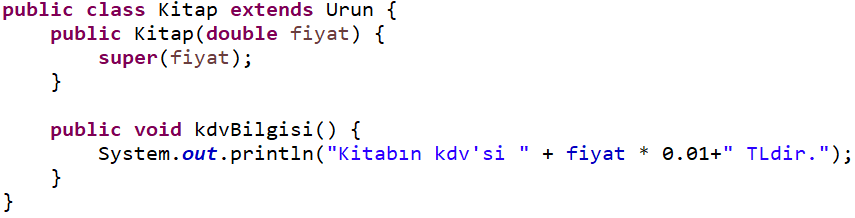 public class Kitap extends Urun {
    public Kitap(double fiyat) {
        super(fiyat);
    }

    public void kdvBilgisi() {
        System.out.println("Kitabın kdv'si " + fiyat * 0.01+" TLdir.");
    }
}